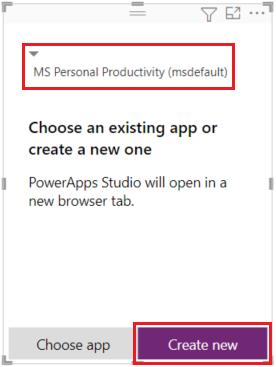 MS Personal Productivity (msdefault)
Choose an existing app or
create a new one
PowerApps Studio will open in a
new browser tab.
Choose app
Create new